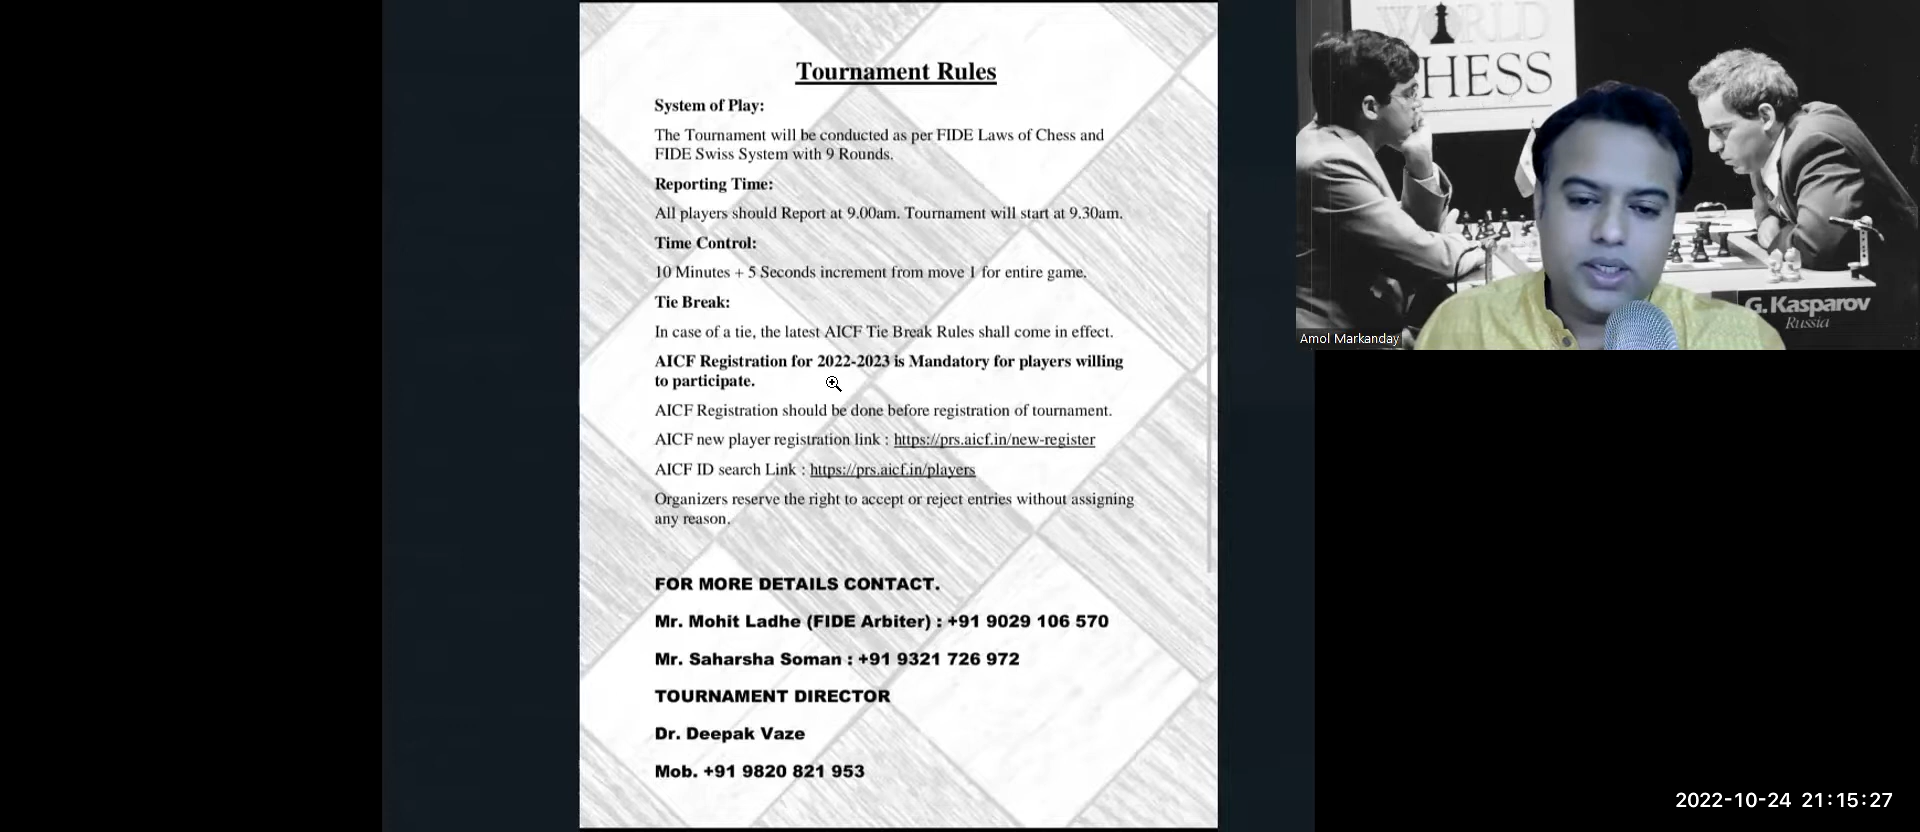 Tournament Rules
System of Play:
The Tournament will be conducted as per FIDE Laws of Chess and
FIDE Swiss System with 9 Rounds.
Reporting Time:
All players should Report at 9.00am. Tournament will start at 9.30am.
Time Control:
10 Minutes + 5 Seconds increment from move 1 for entire game.
Tie Break:
In case of a tie, the latest AICF Tie Break Rules shall come in effect.
AICF Registration for 2022-2023 is Mandatory for players willing
to participate.
AICF Registration should be done before registration of tournament.
AICF new player registration link : https://prs.aicf.in/new-register
AICF ID search Link : https://prs.aicf.in/players
Organizers reserve the right to accept or reject entries without assigning
any reason.
FOR MORE DETAILS CONTACT.
Mr. Mohit Ladhe (FIDE Arbiter) : +91 9029 106 570
Mr. Saharsha Soman : +91 9321 726 972
TOURNAMENT DIRECTOR
Dr. Deepak Vaze
Mob. +91 9820 821 953
WORLD
CHESS
G. Kasparov
Russia
Amol Markanday
2022-10-24 21:15:27